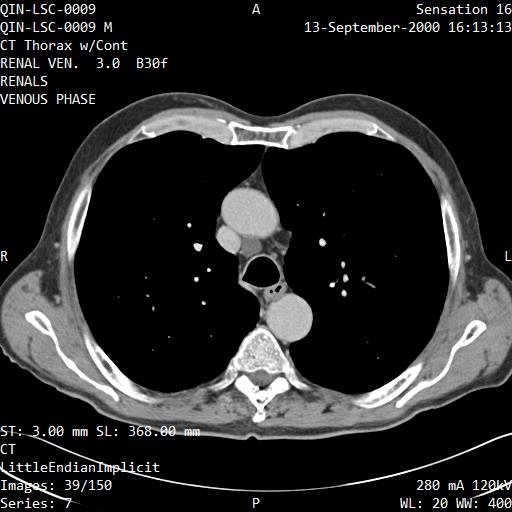 QIN-LSC-0009
A
Sensation 16
QIN-LSC-0009 M
13-September-2000 16:13:13
CT Thorax w/Cont
RENAL VEN. 3.0 B30f
RENALS
VENOUS PHASE
R
L
ST: 3.00 mm SL: 368.00 mm
CT
LittleEndianImplicit
Images: 39/150
280 mA 120kV
Series: 7
P
WL: 20 WW: 400